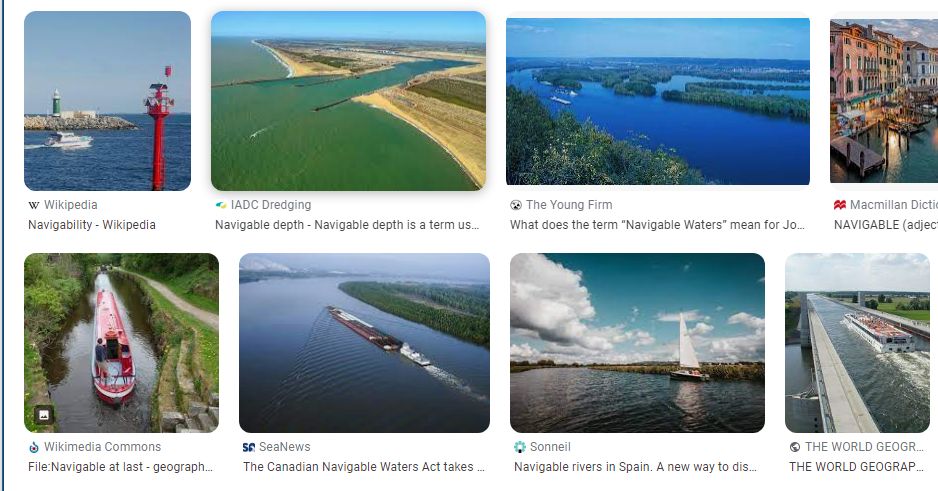 Wikipedia
Navigability - Wikipedia
IADC Dredging
Navigable depth - Navigable depth is a term us...
The Young Firm
What does the term “Navigable Waters” mean for Jo...
Macmillan Dictio
NAVIGABLE (adject
Wikimedia Commons
File:Navigable at last - geograph...
SeaNews
The Canadian Navigable Waters Act takes ...
Sonneil
Navigable rivers in Spain. A new way to dis...
THE WORLD GEOGR...
THE WORLD GEOGRAP...